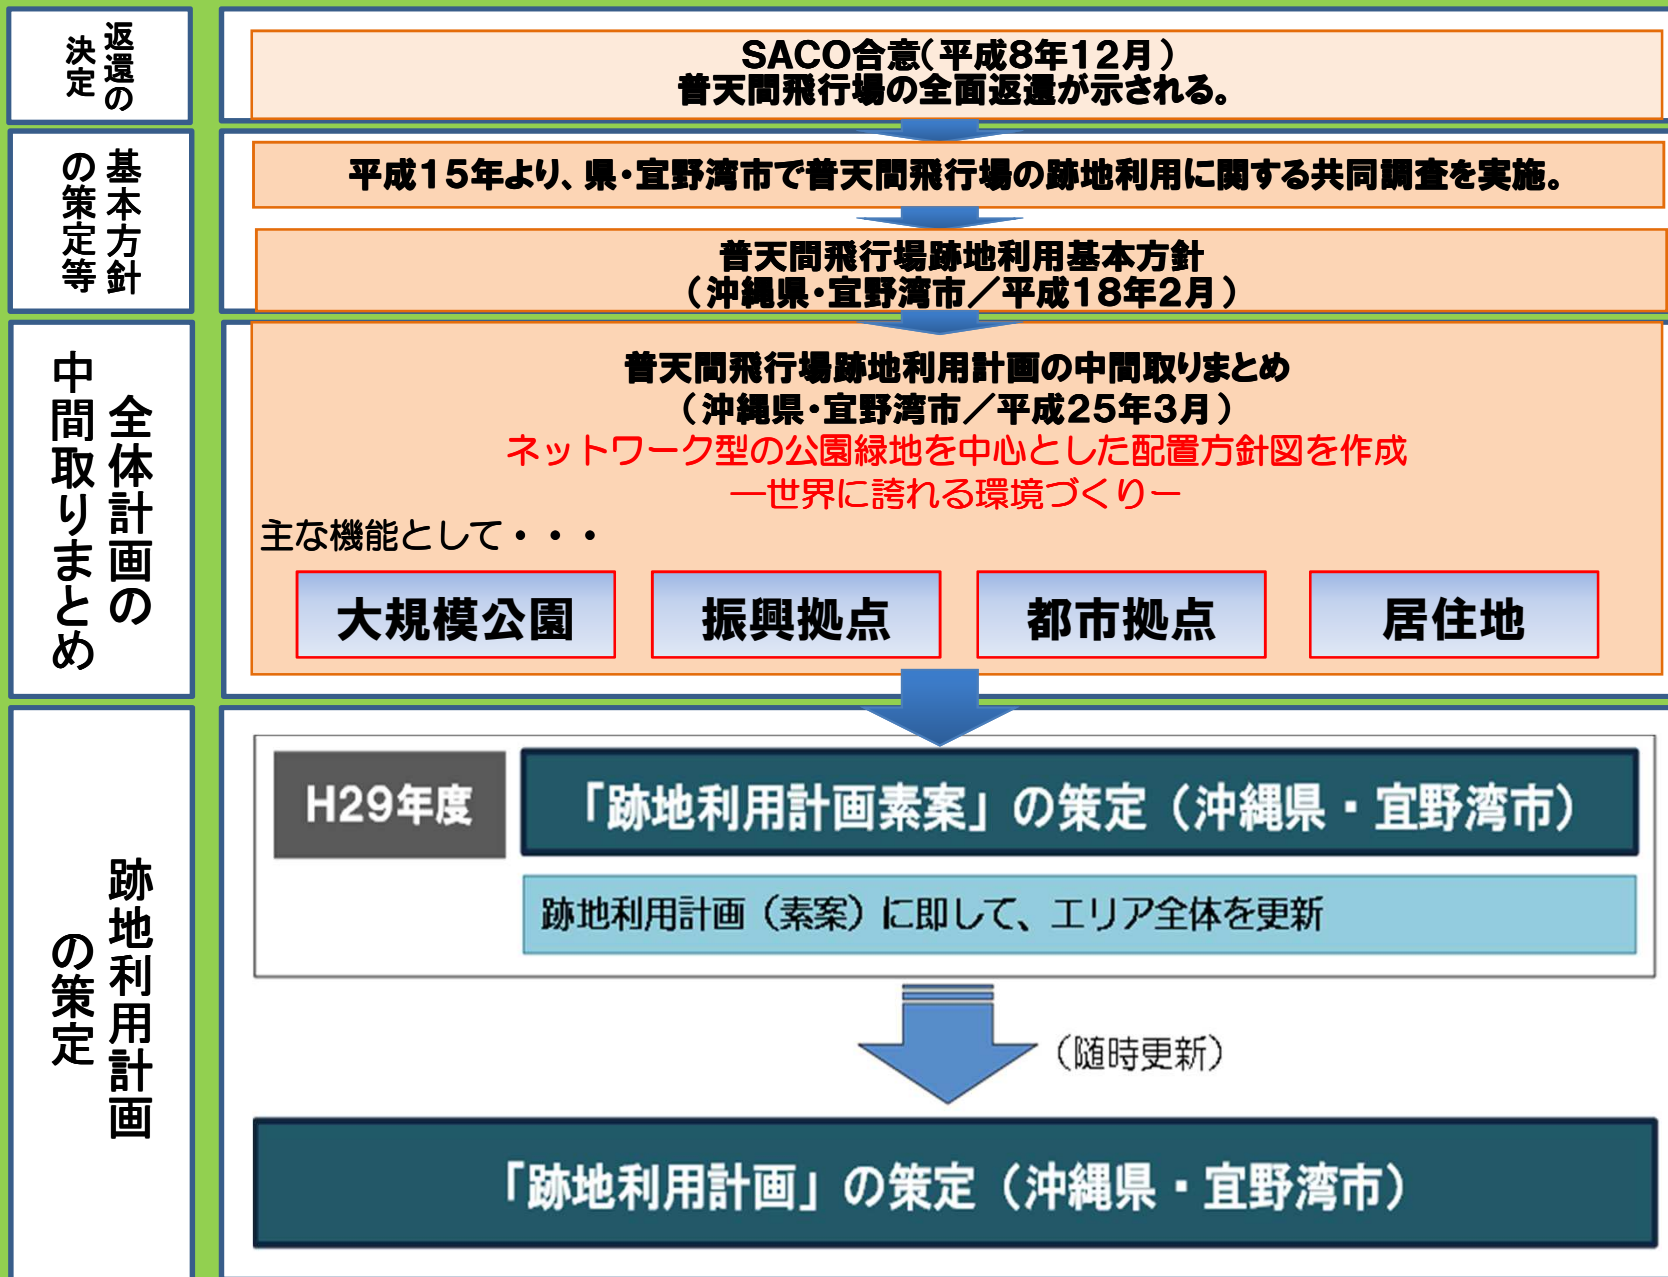 返還の
決定
SACO合意(平成8年12月)
普天間飛行場の全面返還が示される。
基本方針
の策定等
平成15年より、県・宜野湾市で普天間飛行場の跡地利用に関する共同調査を実施。
普天間飛行場跡地利用基本方針
(沖縄県・宜野湾市／平成18年2月)
全体計画の
中間取りまとめ
普天間飛行場跡地利用計画の中間取りまとめ
(沖縄県・宜野湾市／平成25年3月)
ネットワーク型の公園緑地を中心とした配置方針図を作成
―世界に誇れる環境づくりー
主な機能として・・・
大規模公園
振興拠点
都市拠点
居住地
跡地利用計画
の策定
H29年度
「跡地利用計画素案」の策定（沖縄県・宜野湾市）
跡地利用計画（素案）に即して、エリア全体を更新
（随時更新）
「跡地利用計画」の策定（沖縄県・宜野湾市）